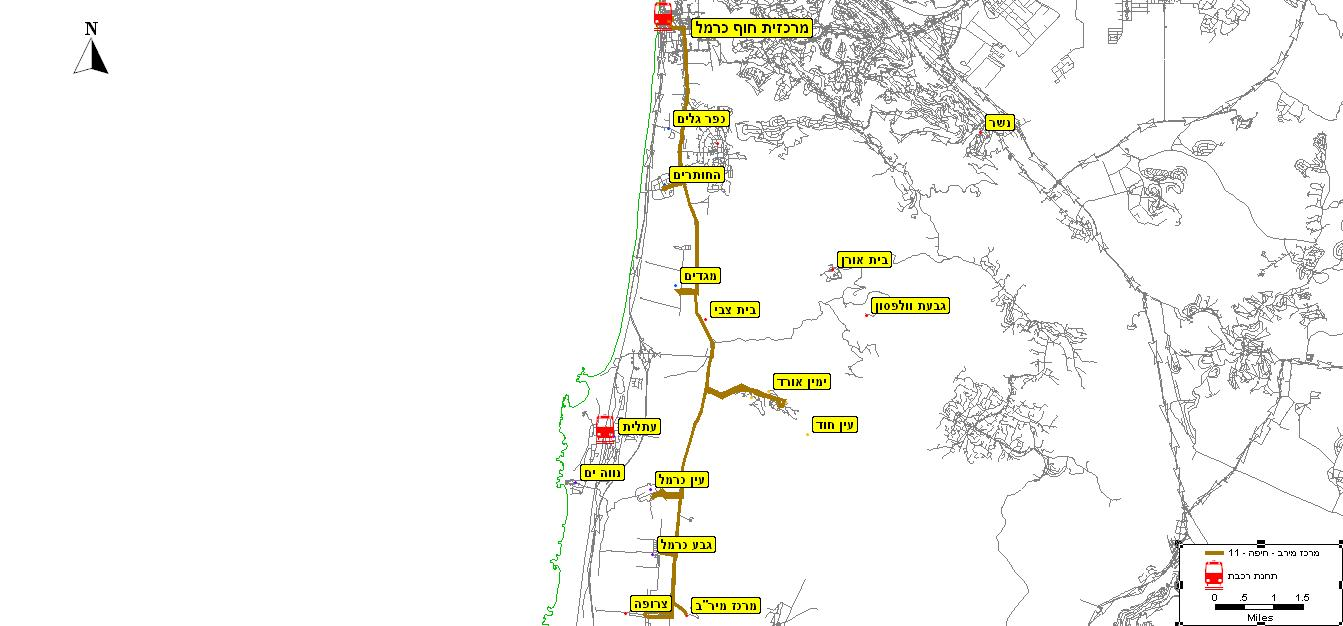 N
מרכזית חוף כרמל
כפר גלים
נשר
החותרים
בית אורן
מגדים
בית צבי
גבעת וולפסון
ימין אורד
עין חוד
עתלית
נווה ים
עין כרמל
גבע כרמל
צרופה
מרכז מיר"ב
מרכז מירב - חיפה - 11
תחנת רכבת
0 .5 1 1.5
Miles